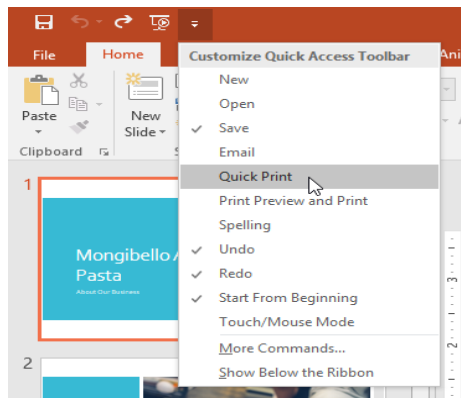 File Home Ani
Customize Quick Access Toolbar
New
Open
Save
Email
Quick Print
Print Preview and Print
Spelling
Undo
Redo
Start From Beginning
Touch/Mouse Mode
More Commands...
Show Below the Ribbon
Paste
New
Slide
Clipboard
1
Mongibello
Pasta
About Our Business
2
3
2